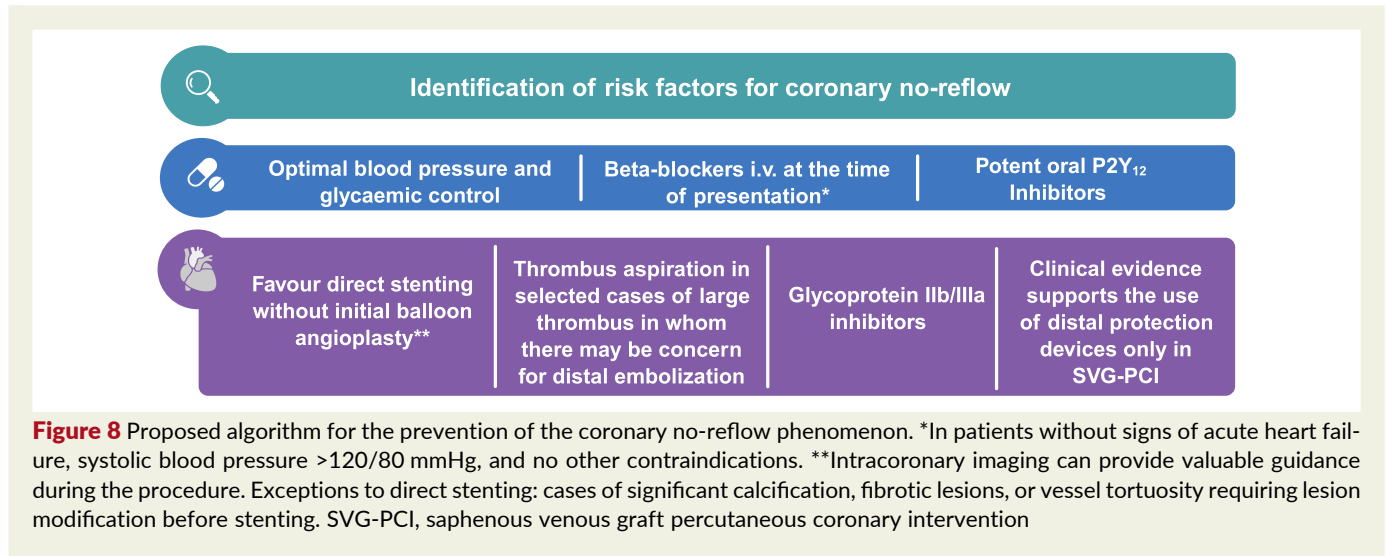 Identification of risk factors for coronary no-reflow
Optimal blood pressure and
glycaemic control
Beta-blockers i.v. at the time
of presentation*
Potent oral P2Y₁₂
Inhibitors
Favour direct stenting
without initial balloon
angioplasty**
Thrombus aspiration in
selected cases of large
thrombus in whom
there may be concern
for distal embolization
Glycoprotein IIb/IIIa
inhibitors
Clinical evidence
supports the use
of distal protection
devices only in
SVG-PCI
Figure 8 Proposed algorithm for the prevention of the coronary no-reflow phenomenon. *In patients without signs of acute heart fail-
ure, systolic blood pressure >120/80 mmHg, and no other contraindications. **Intracoronary imaging can provide valuable guidance
during the procedure. Exceptions to direct stenting: cases of significant calcification, fibrotic lesions, or vessel tortuosity requiring lesion
modification before stenting. SVG-PCI, saphenous venous graft percutaneous coronary intervention